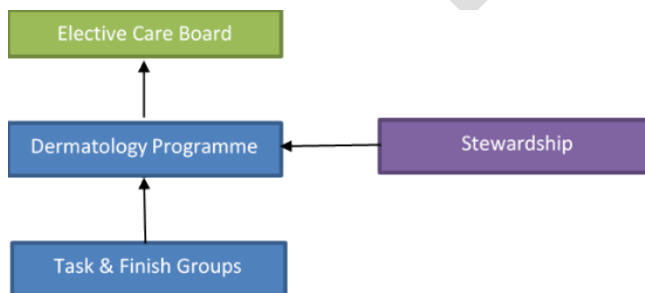 Elective Care Board
Dermatology Programme
Stewardship
Task & Finish Groups